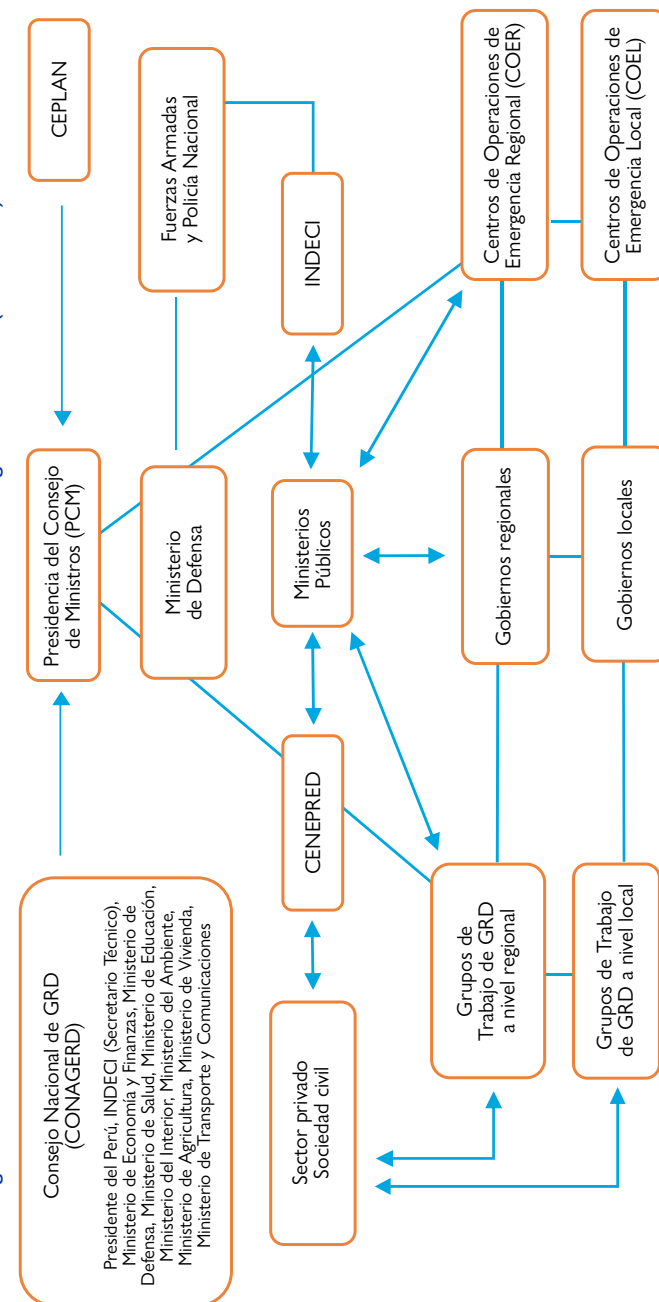 Consejo Nacional de GRD
(CONAGERD)
Presidente del Perú, INDECI (Secretario Técnico),
Ministerio de Economía y Finanzas, Ministerio de
Defensa, Ministerio de Salud, Ministerio de Educación,
Ministerio del Interior, Ministerio del Ambiente,
Ministerio de Agricultura, Ministerio de Vivienda,
Ministerio de Transporte y Comunicaciones
Presidencia del Consejo
de Ministros (PCM)
CEPLAN
Ministerio
de Defensa
Fuerzas Armadas
y Policía Nacional
Sector privado
Sociedad civil
CENEPRED
Ministerios
Públicos
INDECI
Grupos de
Trabajo de GRD
a nivel regional
Gobiernos regionales
Centros de Operaciones de
Emergencia Regional (COER)
Grupos de Trabajo
de GRD a nivel local
Gobiernos locales
Centros de Operaciones de
Emergencia Local (COEL)